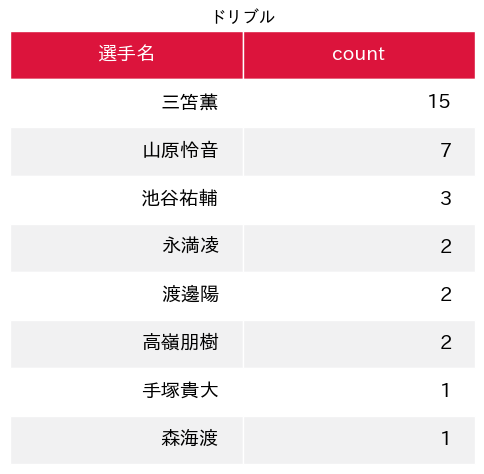 ドリブル
選手名 count
三笘薫 15
山原怜音 7
池谷祐輔 3
永満凌 2
渡邊陽 2
高嶺朋樹 2
手塚貴大 1
森海渡 1